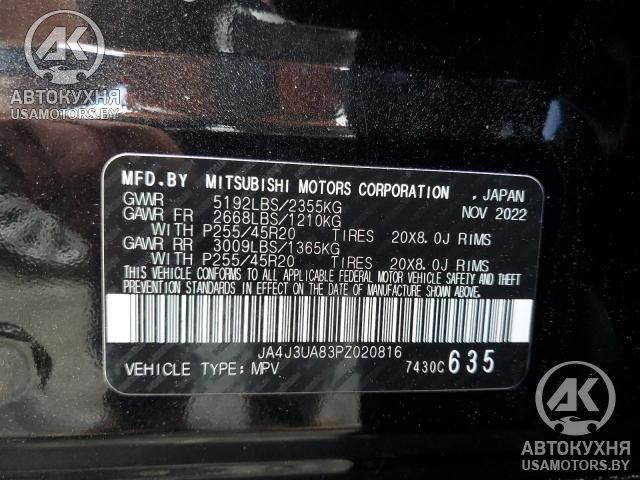 AK
АВТОКУХНЯ
USAMOTORS.BY
MFD.BY MITSUBISHI MOTORS CORPORATION , JAPAN
GVWR 5192LBS/2355KG NOV 2022
GAWR FR 2668LBS/1210KG
WITH P255/45R20 TIRES 20X8.0J RIMS
GAWR RR 3009LBS/1365KG
WITH P255/45R20 TIRES 20X8.0J RIMS
THIS VEHICLE CONFORMS TO ALL APPLICABLE FEDERAL MOTOR VEHICLE SAFETY AND THEFT
PREVENTION STANDARDS IN EFFECT ON THE DATE OF MANUFACTURE SHOWN ABOVE.
JA4J3UA83PZ020816
VEHICLE TYPE: MPV 7430C 635
AK
АВТОКУХНЯ
USAMOTORS.BY